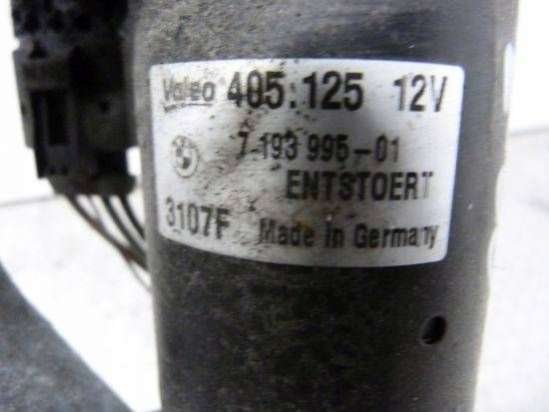 Valeo 405.125 12V
7 193 995-01
ENTSTOERT
3107F Made in Germany